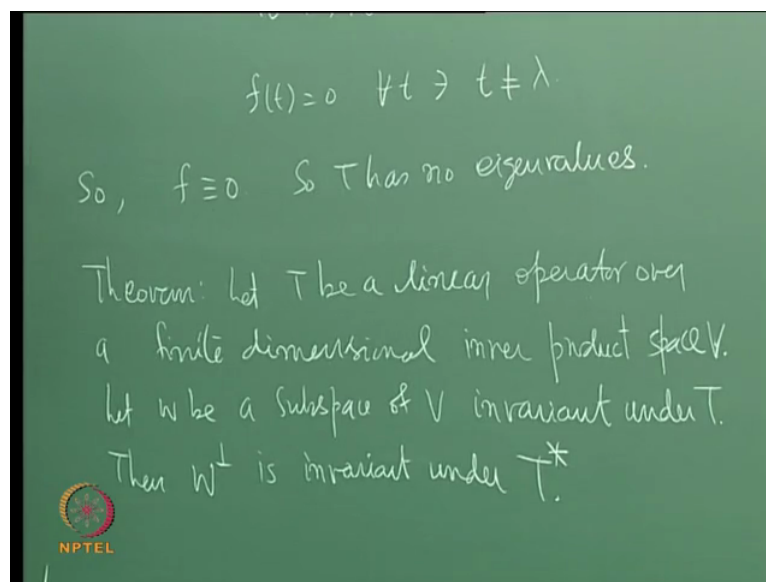 f(t)=0 ∀t ∋ t ≠ λ.
So, f≡0 So T has no eigenvalues.
Theorem: Let T be a linear operator over
a finite dimensional inner product space V.
Let W be a subspace of V invariant under T.
Then W⊥ is invariant under T*.
NPTEL